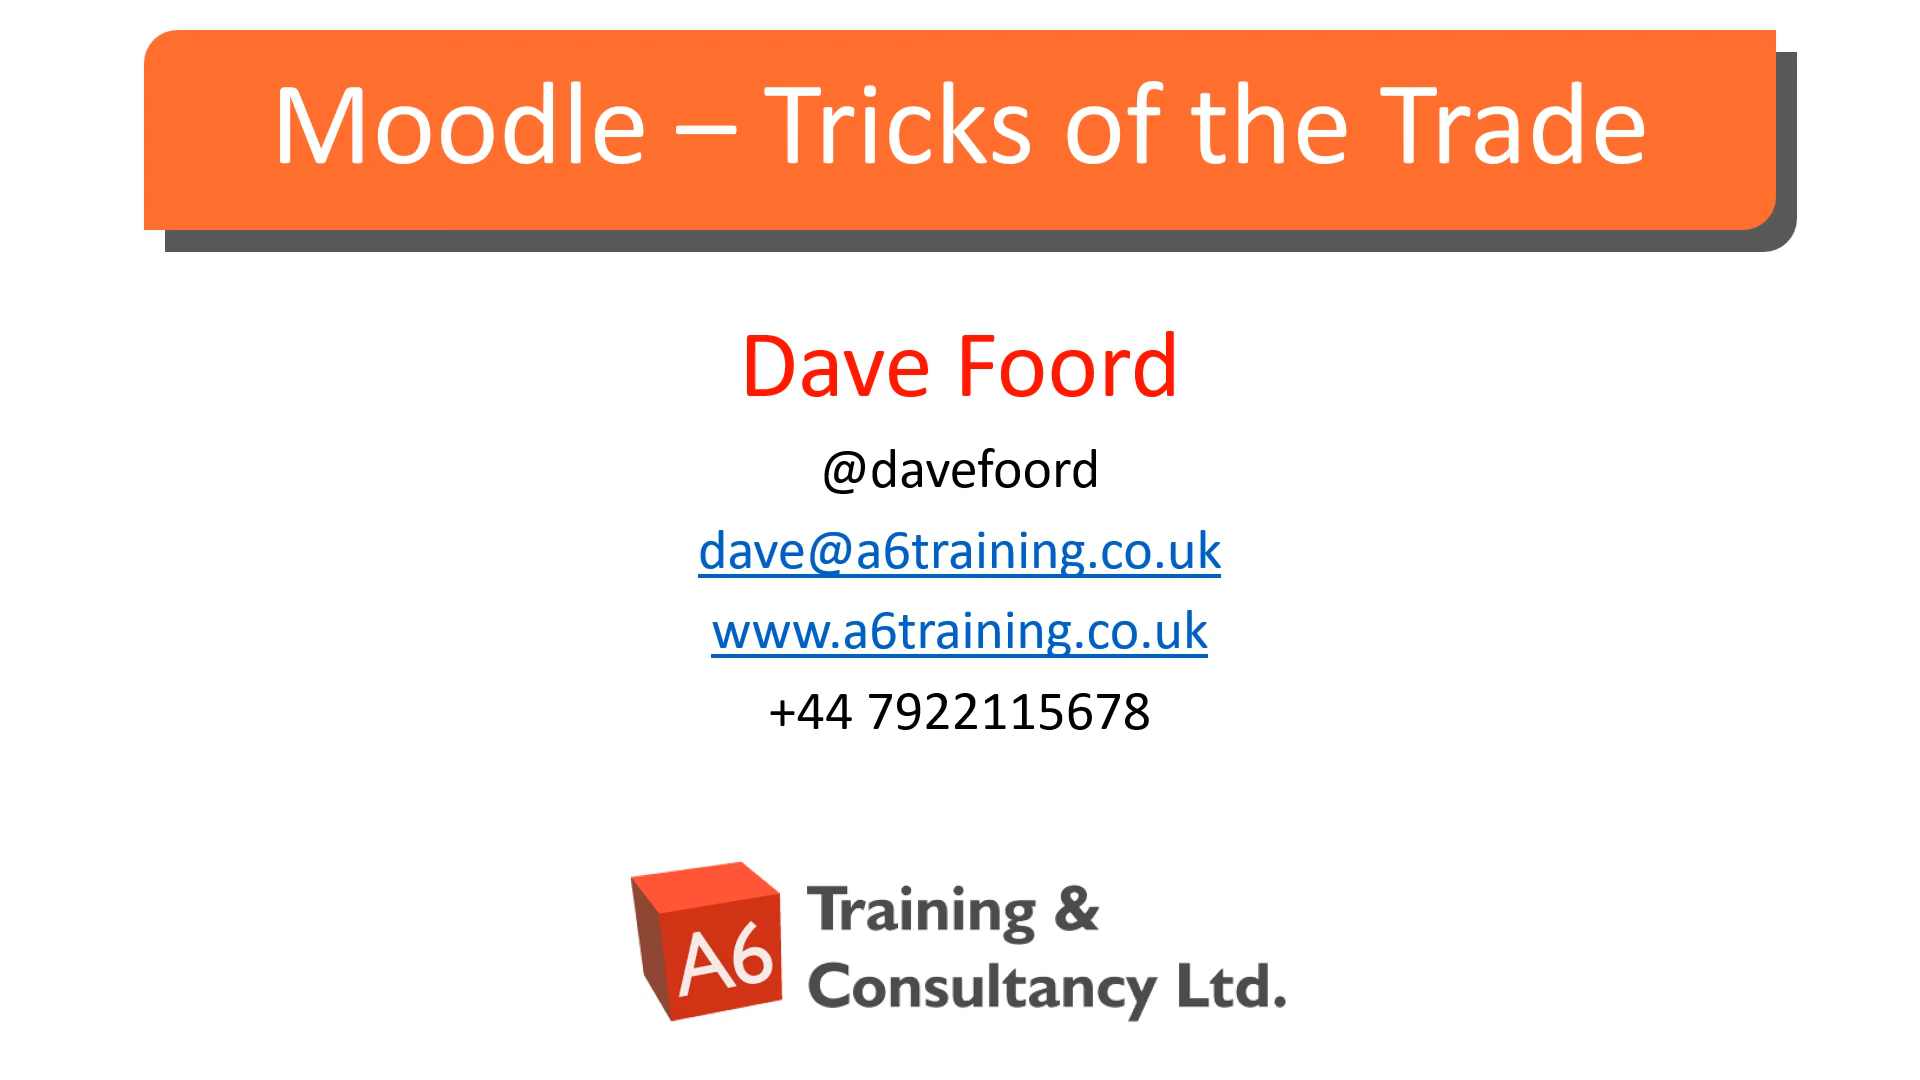 Moodle – Tricks of the Trade
Dave Foord
@davefoord
dave@a6training.co.uk
www.a6training.co.uk
+44 7922115678
A6
Training &
Consultancy Ltd.